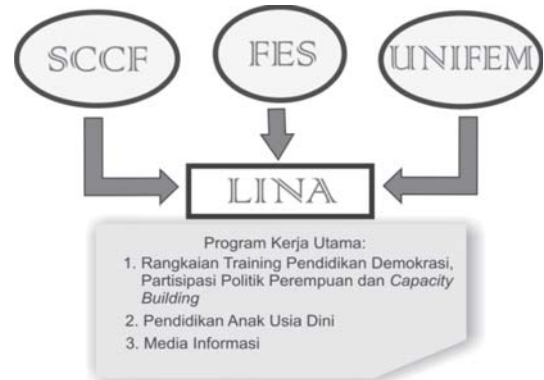 SCCF
FES
UNIFEM
LINA
Program Kerja Utama:
1. Rangkaian Training Pendidikan Demokrasi,
Partisipasi Politik Perempuan dan Capacity
Building
2. Pendidikan Anak Usia Dini
3. Media Informasi